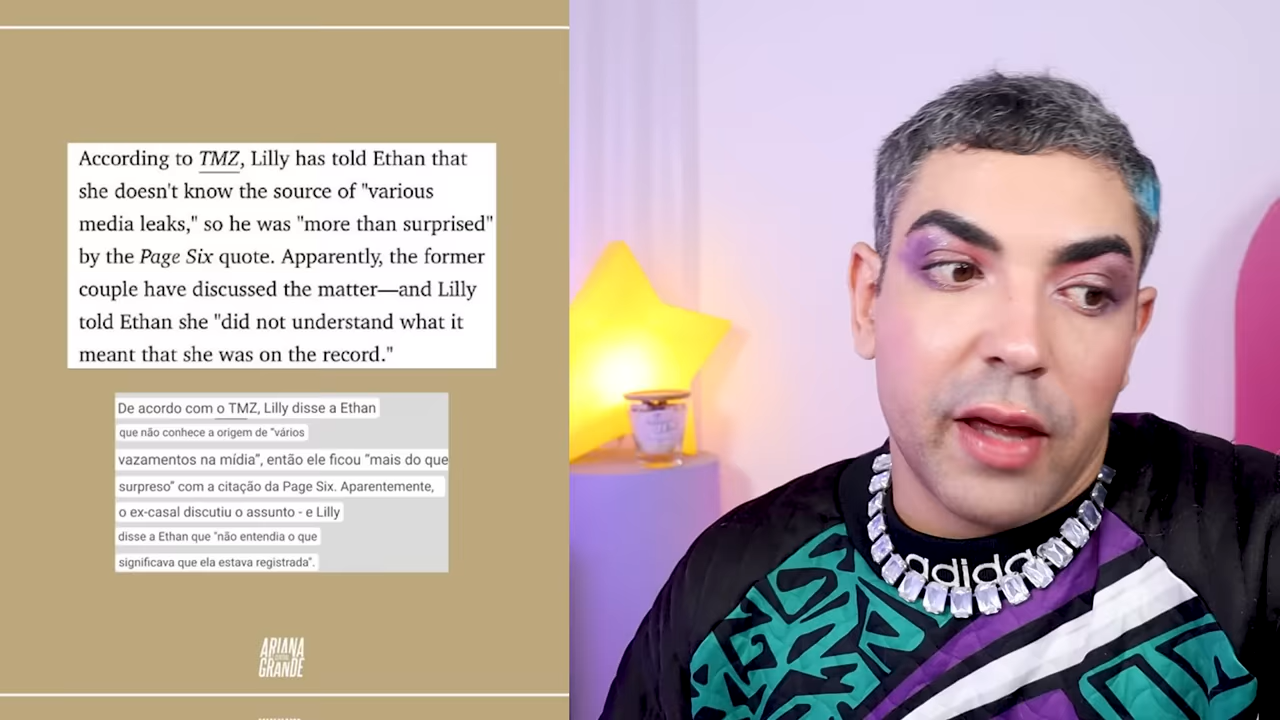 According to TMZ, Lilly has told Ethan that
she doesn't know the source of "various
media leaks," so he was "more than surprised"
by the Page Six quote. Apparently, the former
couple have discussed the matter—and Lilly
told Ethan she "did not understand what it
meant that she was on the record."
De acordo com o TMZ, Lilly disse a Ethan
que não conhece a origem de "vários
vazamentos na mídia", então ele ficou "mais do que
surpreso" com a citação da Page Six. Aparentemente,
o ex-casal discutiu o assunto - e Lilly
disse a Ethan que "não entendia o que
significava que ela estava registrada".
ARIANA
GRANDE
adidas